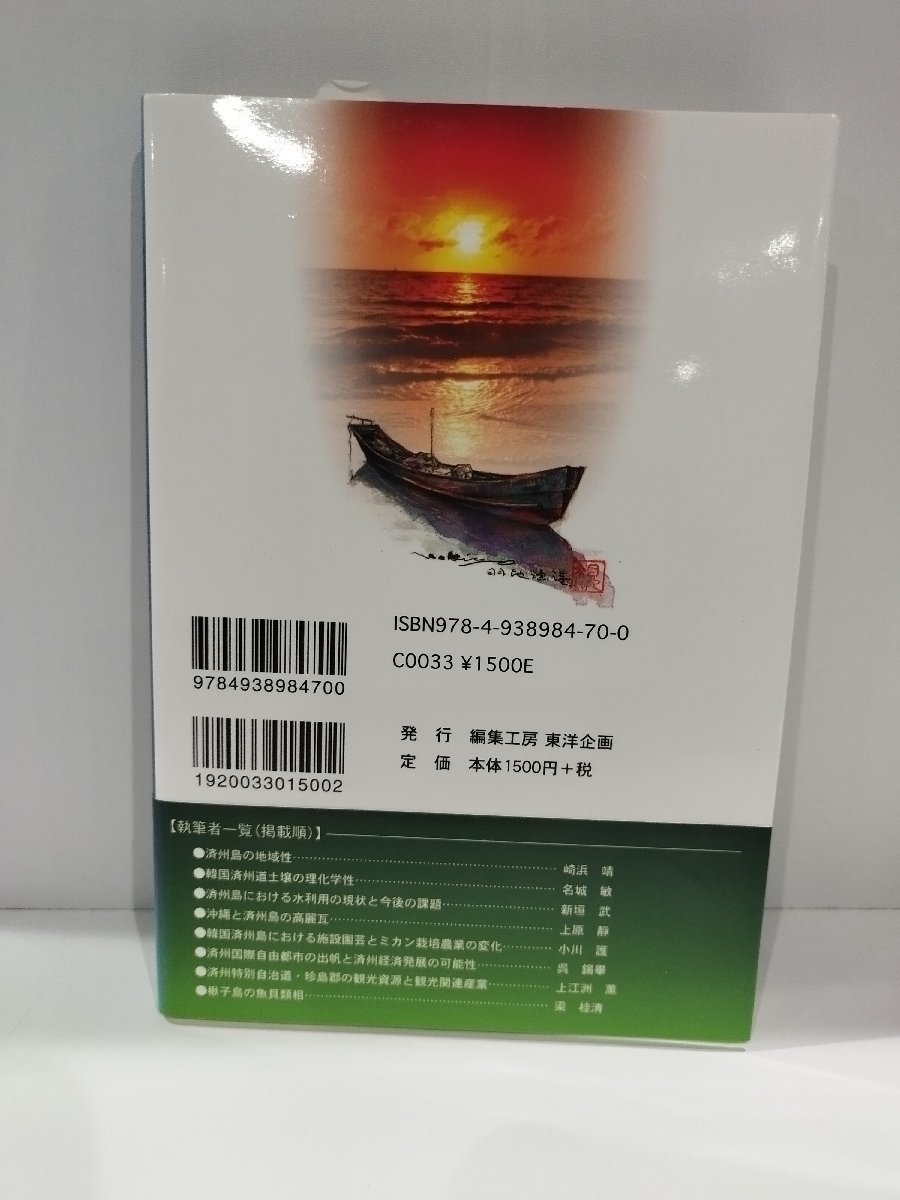 ISBN978-4-938984-70-0
C0033 ¥1500E
9784938984700
1920033015002
発 行 編集工房 東洋企画
定 価 本体1500円+税
【執筆者一覧(掲載順)】
●済州島の地域性 崎浜 靖
●韓国済州道土壌の理化学性 名城 敏
●済州島における水利用の現状と今後の課題 新垣 武
●沖縄と済州島の高麗瓦 上原 靜
●韓国済州島における施設園芸とミカン栽培農業の変化 小川 護
●済州国際自由都市の出帆と済州経済発展の可能性 呉 錫畢
●済州特別自治道・珍島郡の観光資源と観光関連産業 上江洲 薫
●楸子島の魚貝類相 梁 桂清